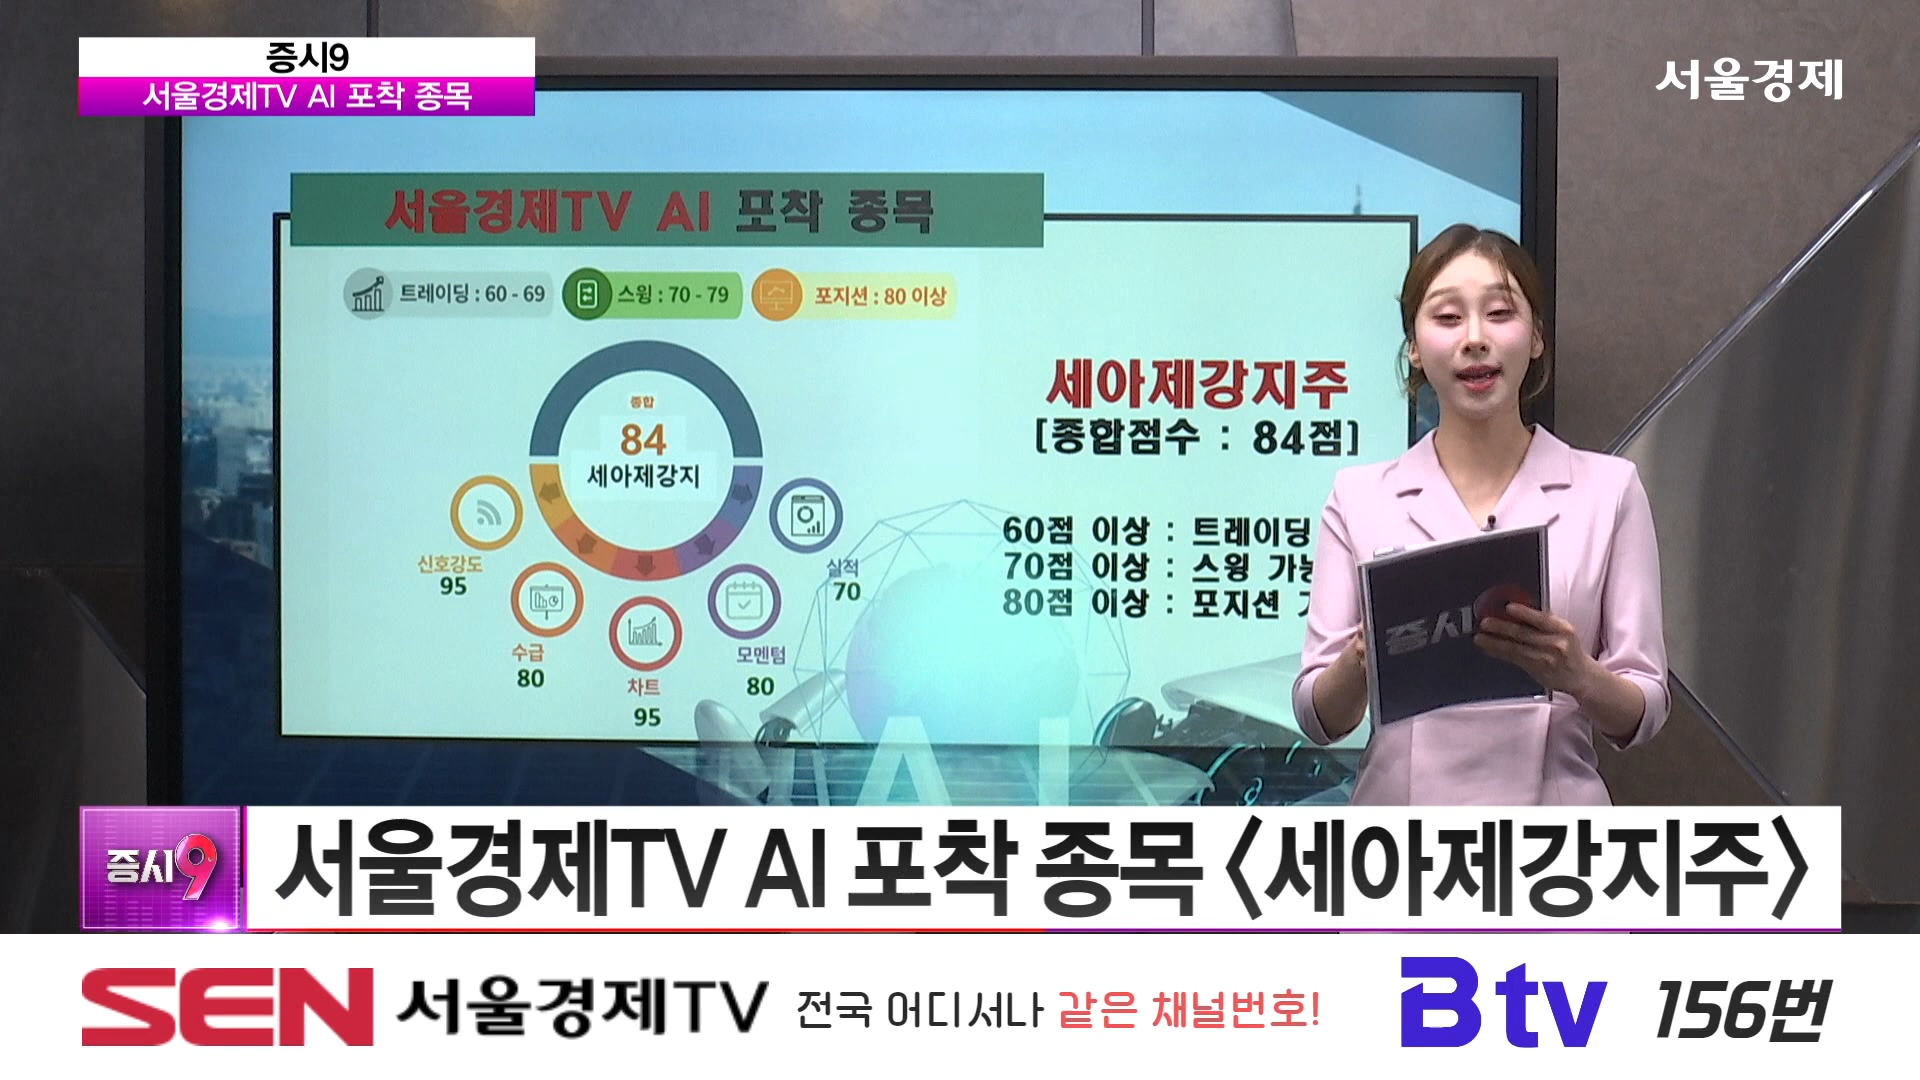 증시9
서울경제TV AI 포착 종목
서울경제
서울경제TV AI 포착 종목
트레이딩 : 60 - 69
스윙 : 70 - 79
포지션 : 80 이상
종합
84
세아제강지
신호강도
95
수급
80
차트
95
모멘텀
80
실적
70
세아제강지주
[종합점수 : 84점]
60점 이상 : 트레이딩
70점 이상 : 스윙
80점 이상 : 포지션
AI
증시9
증시9
서울경제TV AI 포착 종목 〈세아제강지주〉
SEN 서울경제TV 전국 어디서나 같은 채널번호! B tv 156번